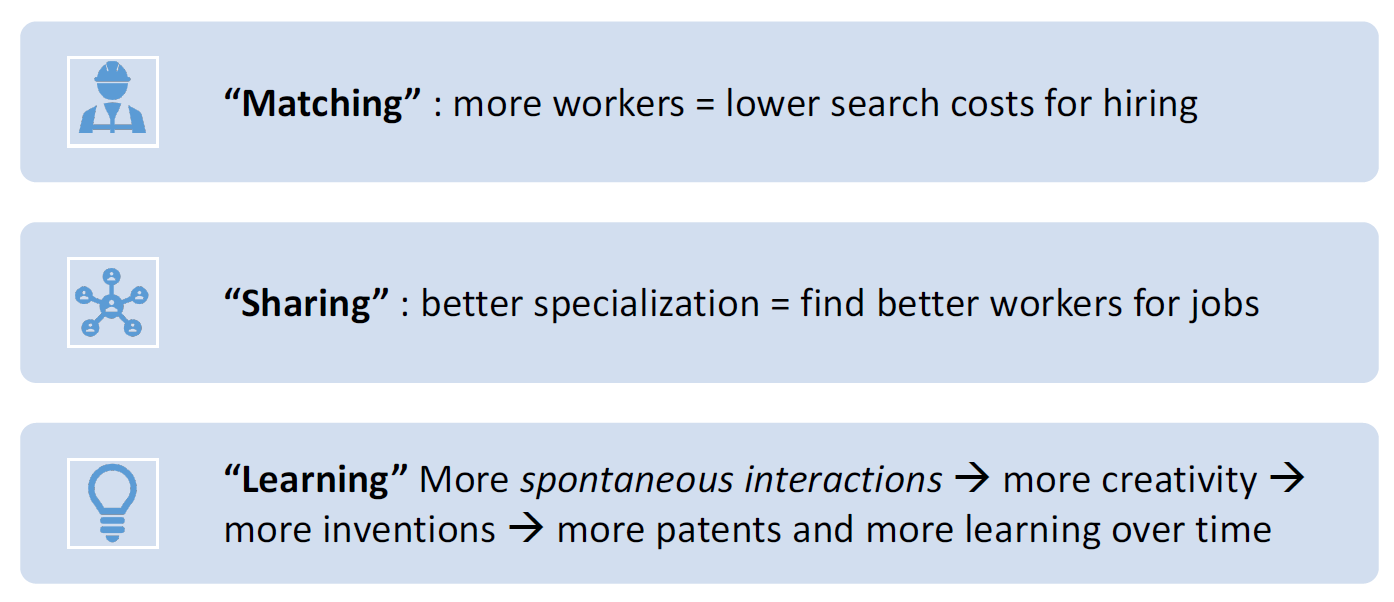 “Matching” : more workers = lower search costs for hiring
“Sharing” : better specialization = find better workers for jobs
“Learning” More spontaneous interactions → more creativity →
more inventions → more patents and more learning over time